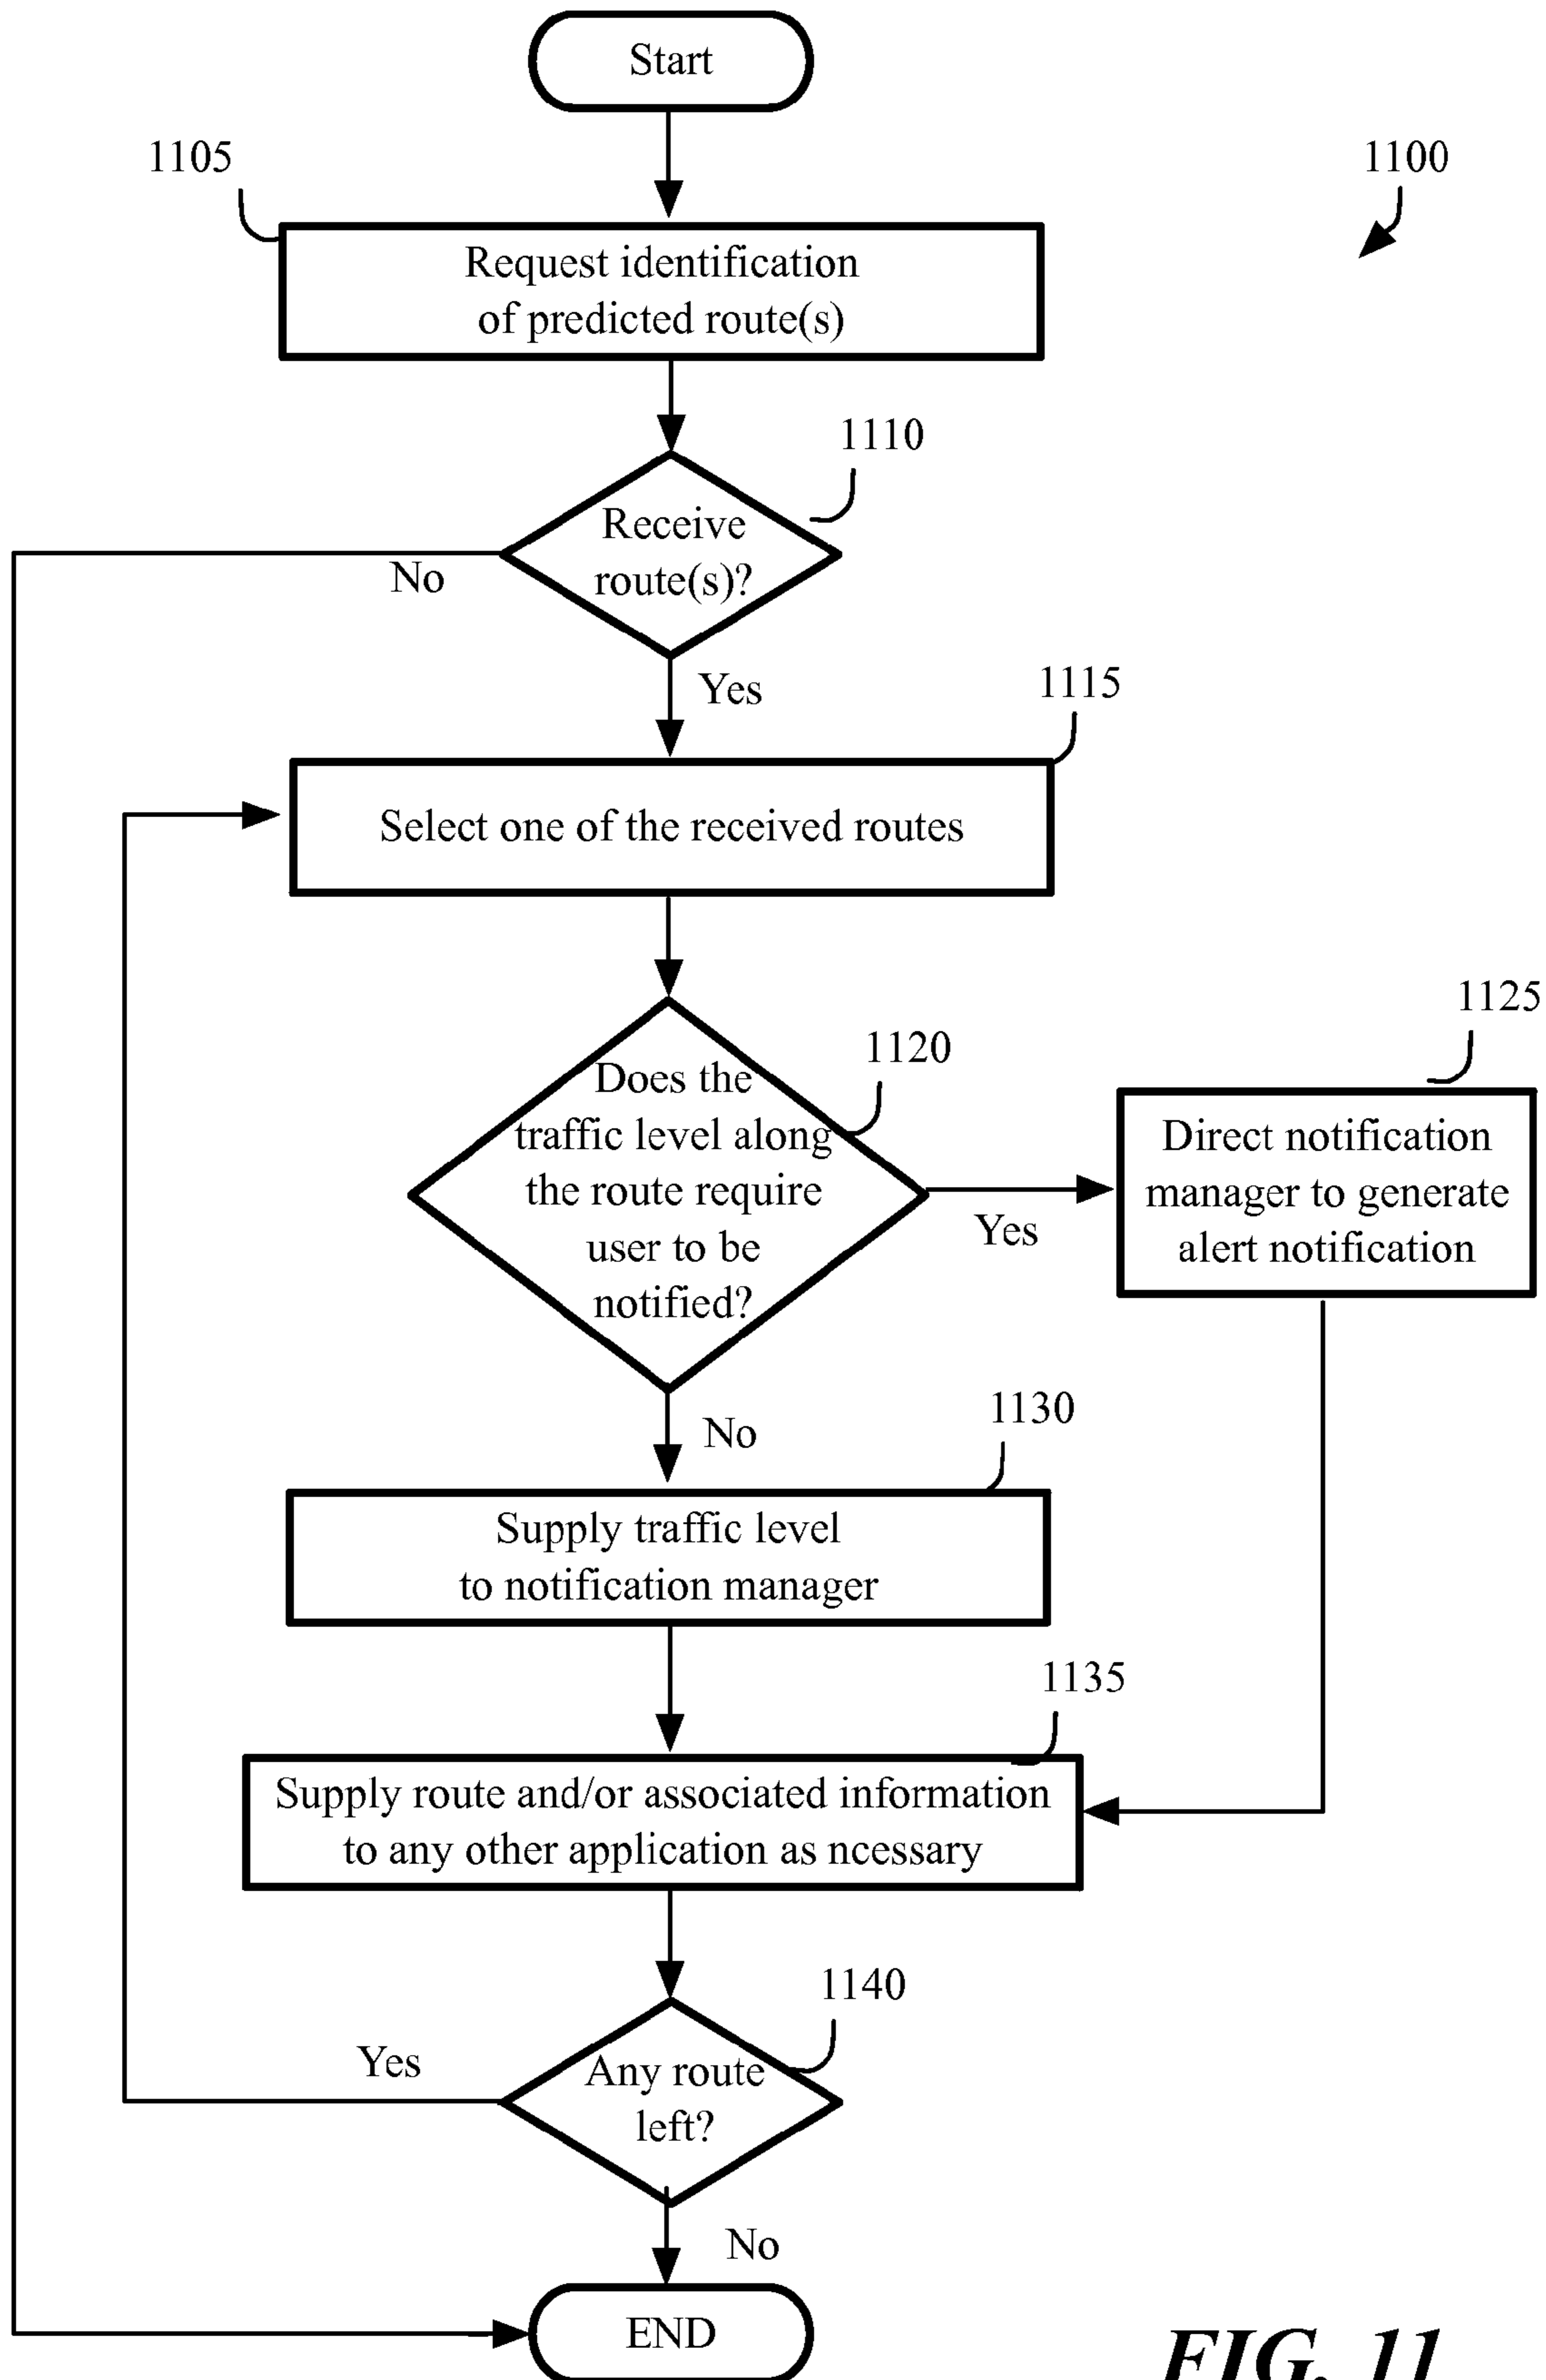 Start
1105
1100
Request identification
of predicted route(s)
1110
Receive
route(s)?
No
Yes
1115
Select one of the received routes
1125
1120
Does the
traffic level along
the route require
user to be
notified?
Yes
Direct notification
manager to generate
alert notification
No
1130
Supply traffic level
to notification manager
1135
Supply route and/or associated information
to any other application as ncessary
1140
Yes
Any route
left?
No
END
FIG. 11